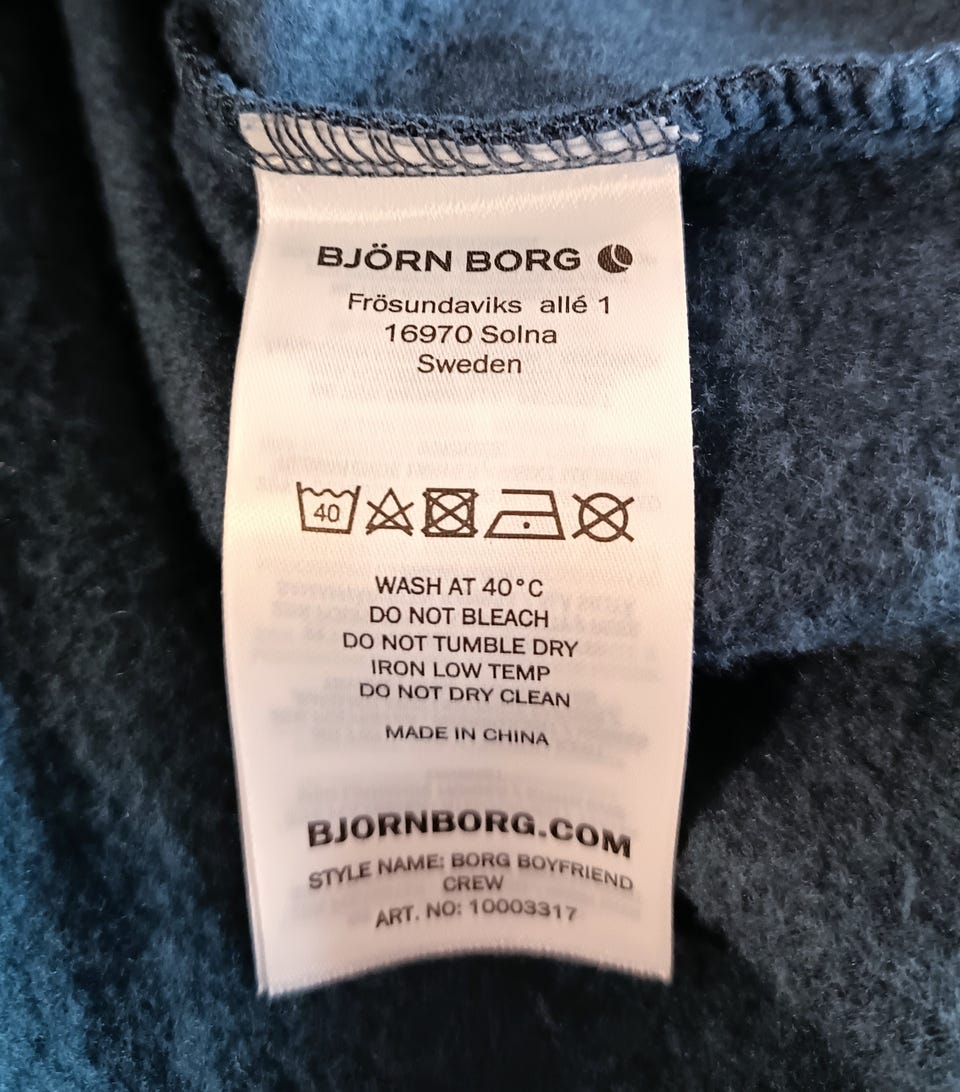 BJÖRN BORG
Frösundaviks allé 1
16970 Solna
Sweden
40
WASH AT 40°C
DO NOT BLEACH
DO NOT TUMBLE DRY
IRON LOW TEMP
DO NOT DRY CLEAN
MADE IN CHINA
BJORNBORG.COM
STYLE NAME: BORG BOYFRIEND
CREW
ART. NO: 10003317